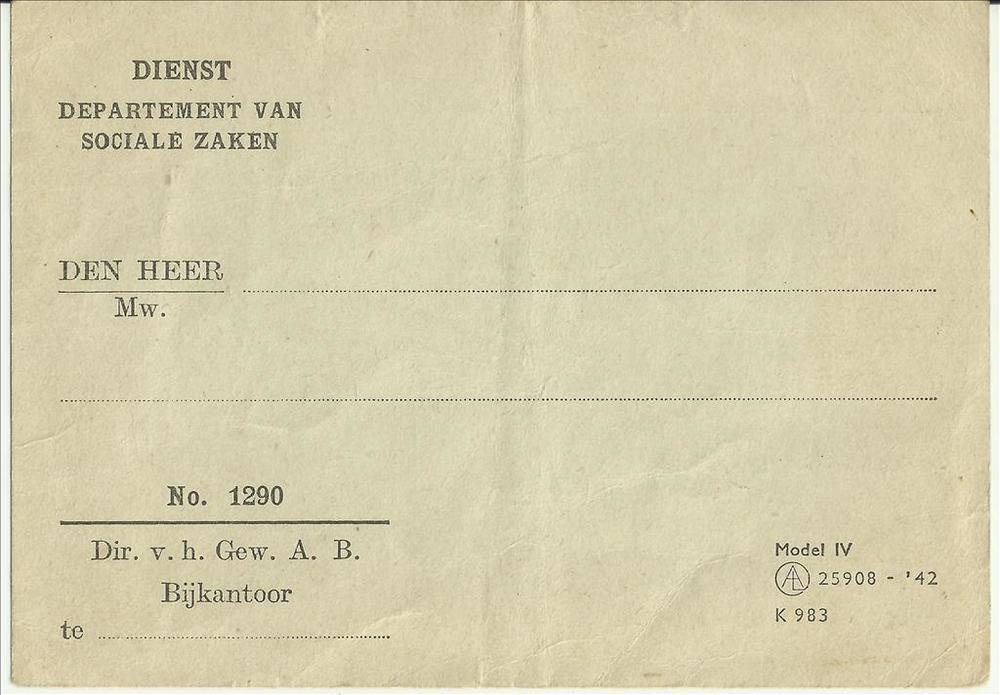 DIENST
DEPARTEMENT VAN
SOCIALE ZAKEN
DEN HEER
Mw.
No. 1290
Dir. v. h. Gew. A. B.
Bijkantoor
te
Model IV
AL 25908 - '42
K 983